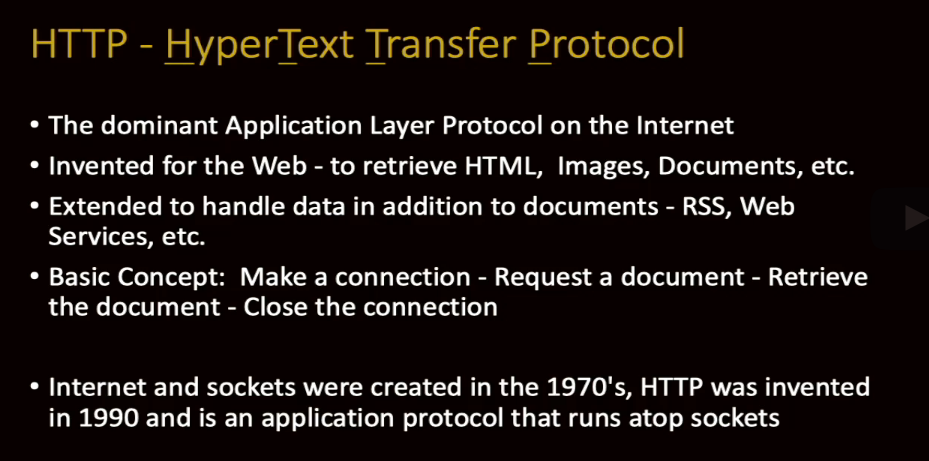 HTTP - HyperText Transfer Protocol
• The dominant Application Layer Protocol on the Internet
• Invented for the Web - to retrieve HTML,  Images, Documents, etc.
• Extended to handle data in addition to documents - RSS, Web
Services, etc.
• Basic Concept:  Make a connection - Request a document - Retrieve
the document - Close the connection
• Internet and sockets were created in the 1970's, HTTP was invented
in 1990 and is an application protocol that runs atop sockets